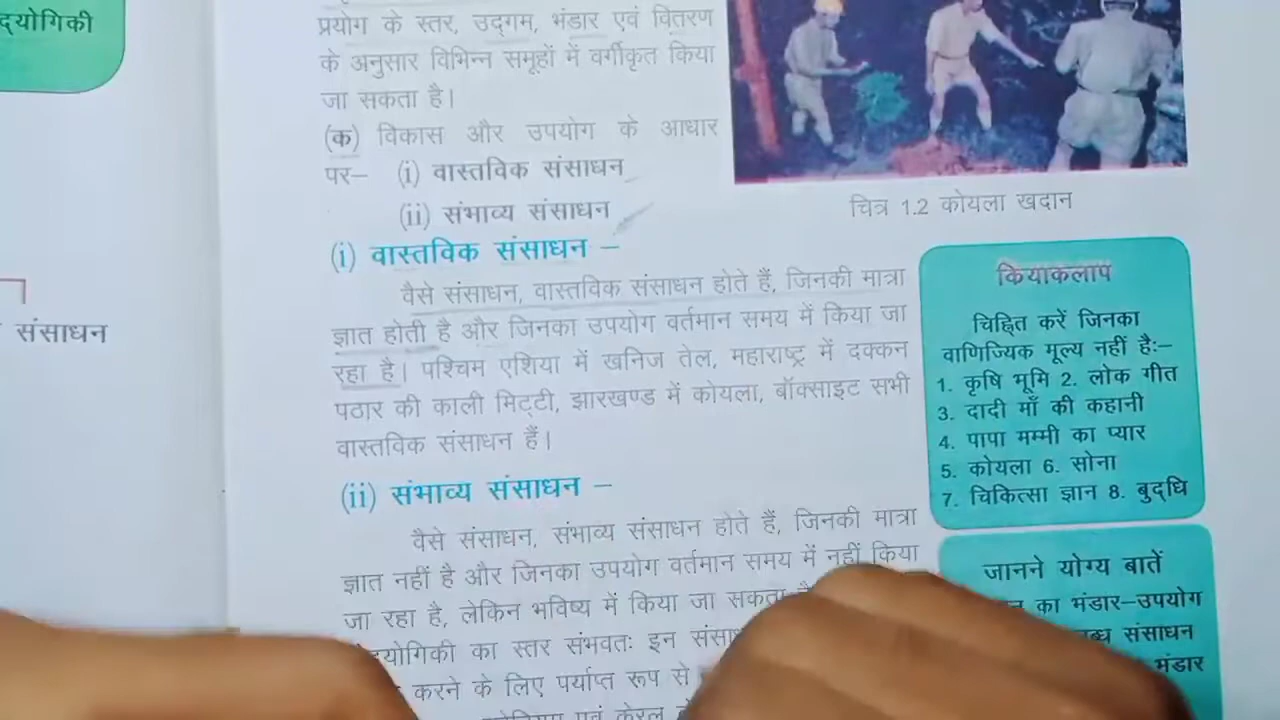 द्योगिकी
संसाधन
प्रयोग के स्तर, उद्गम, भंडार एवं वितरण
के अनुसार विभिन्न समूहों में वर्गीकृत किया
जा सकता है।
(क) विकास और उपयोग के आधार
पर– (i) वास्तविक संसाधन
(ii) संभाव्य संसाधन
(i) वास्तविक संसाधन –
वैसे संसाधन, वास्तविक संसाधन होते हैं, जिनकी मात्रा
ज्ञात होती है और जिनका उपयोग वर्तमान समय में किया जा
रहा है। पश्चिम एशिया में खनिज तेल, महाराष्ट्र में दक्कन
पठार की काली मिट्टी, झारखण्ड में कोयला, बॉक्साइट सभी
वास्तविक संसाधन हैं।
(ii) संभाव्य संसाधन –
वैसे संसाधन, संभाव्य संसाधन होते हैं, जिनकी मात्रा
ज्ञात नहीं है और जिनका उपयोग वर्तमान समय में नहीं किया
जा रहा है, लेकिन भविष्य में किया जा सकता
का स्तर संभवतः इन
करने के लिए पर्याप्त रूप से
एवं केरल
चित्र 1.2 कोयला खदान
कियाकलाप
चिह्नित करें जिनका
वाणिज्यिक मूल्य नहीं है:–
1. कृषि भूमि 2. लोक गीत
3. दादी माँ की कहानी
4. पापा मम्मी का प्यार
5. कोयला 6. सोना
7. चिकित्सा ज्ञान 8. बुद्धि
जानने योग्य बातें
का भंडार–उपयोग
संसाधन
भंडार